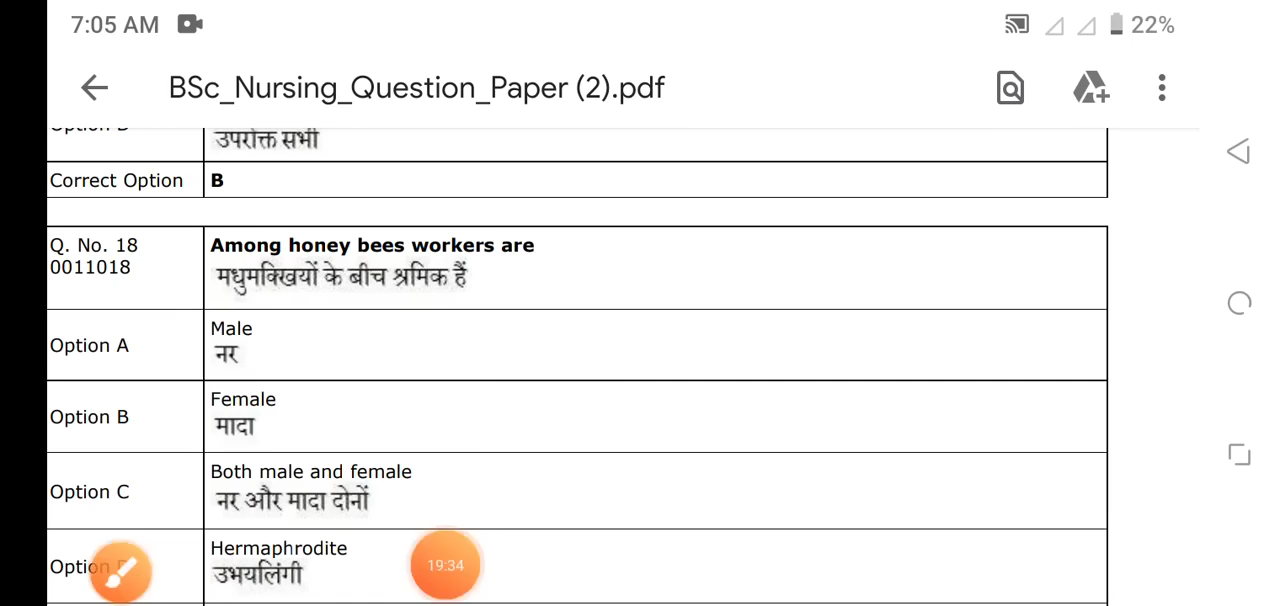 7:05 AM
22%
BSc_Nursing_Question_Paper (2).pdf
Option D
उपरोक्त सभी
Correct Option B
Q. No. 18 Among honey bees workers are
0011018
मधुमक्खियों के बीच श्रमिक हैं
Option A
Male
नर
Option B
Female
मादा
Option C
Both male and female
नर और मादा दोनों
Option
Hermaphrodite
उभयलिंगी
19:34